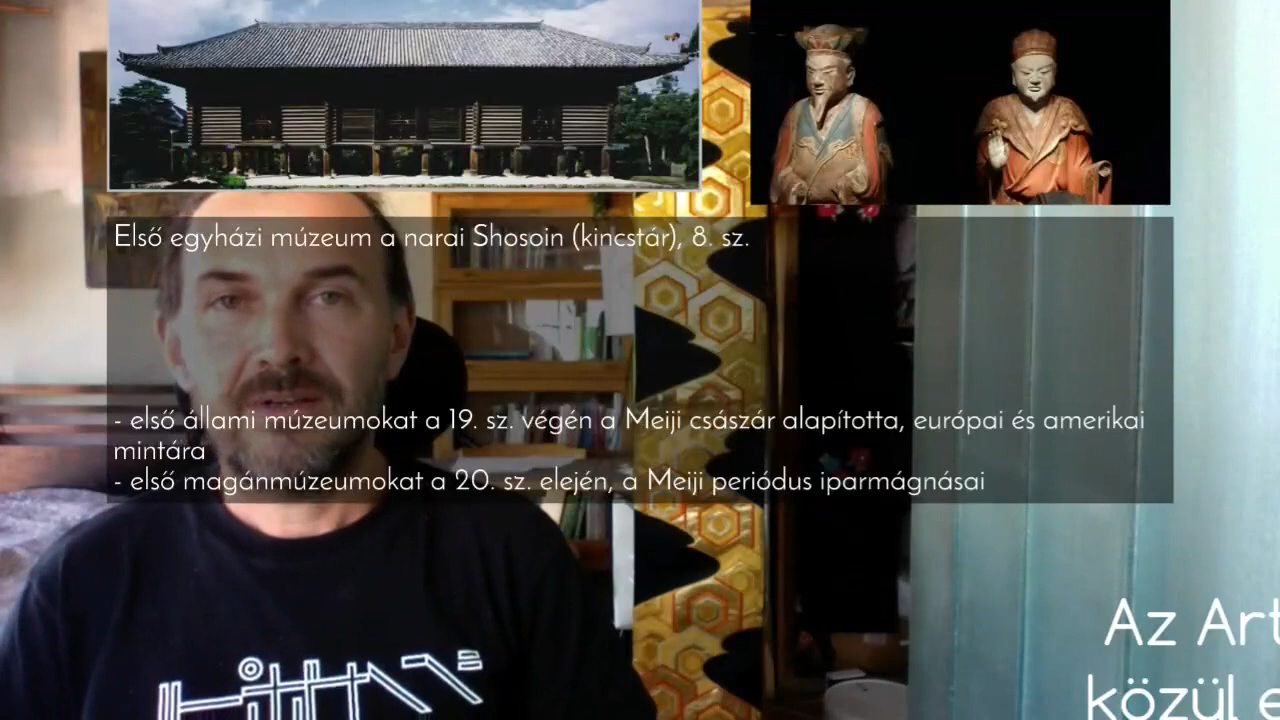 Első egyházi múzeum a narai Shosoin (kincstár), 8. sz.
- első állami múzeumokat a 19. sz. végén a Meiji császár alapította, európai és amerikai
mintára
- első magánmúzeumokat a 20. sz. elején, a Meiji periódus iparmágnásai
Az Art
közül e